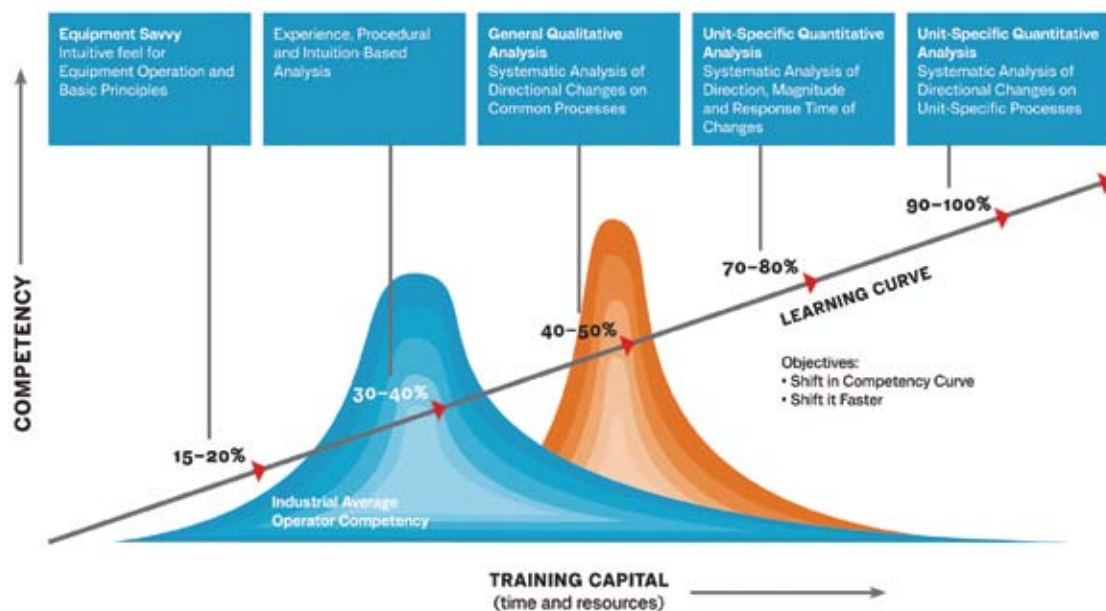 Equipment Savvy
Intuitive feel for
Equipment Operation and
Basic Principles
Experience, Procedural
and Intuition-Based
Analysis
General Qualitative
Analysis
Systematic Analysis of
Directional Changes on
Common Processes
Unit-Specific Quantitative
Analysis
Systematic Analysis of
Direction, Magnitude
and Response Time of
Changes
Unit-Specific Quantitative
Analysis
Systematic Analysis of
Directional Changes on
Unit-Specific Processes
COMPETENCY
15–20%
30–40%
40–50%
70–80%
90–100%
LEARNING CURVE
Objectives:
• Shift in Competency Curve
• Shift it Faster
Industrial Average
Operator Competency
TRAINING CAPITAL
(time and resources)